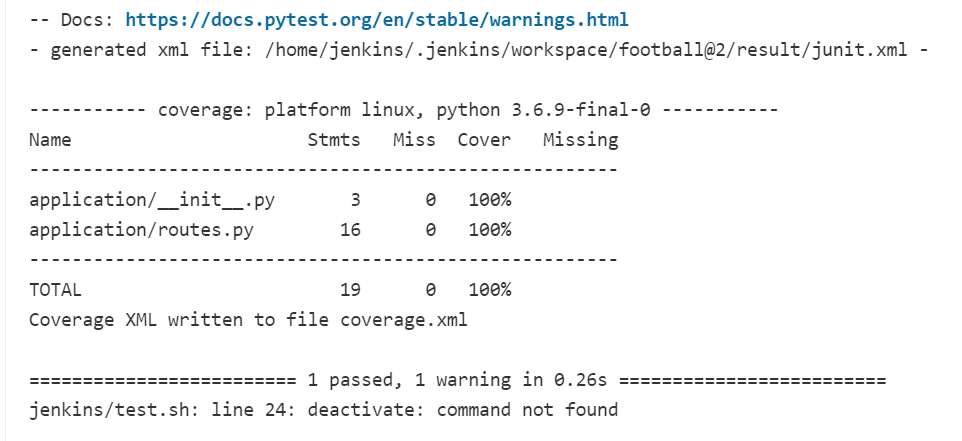 -- Docs: https://docs.pytest.org/en/stable/warnings.html
- generated xml file: /home/jenkins/.jenkins/workspace/football@2/result/junit.xml -
----------- coverage: platform linux, python 3.6.9-final-0 -----------
Name                          Stmts   Miss  Cover   Missing
-------------------------------------------------------
application/__init__.py       3      0   100%
application/routes.py        16      0   100%
-------------------------------------------------------
TOTAL                        19      0   100%
Coverage XML written to file coverage.xml
========================= 1 passed, 1 warning in 0.26s =========================
jenkins/test.sh: line 24: deactivate: command not found